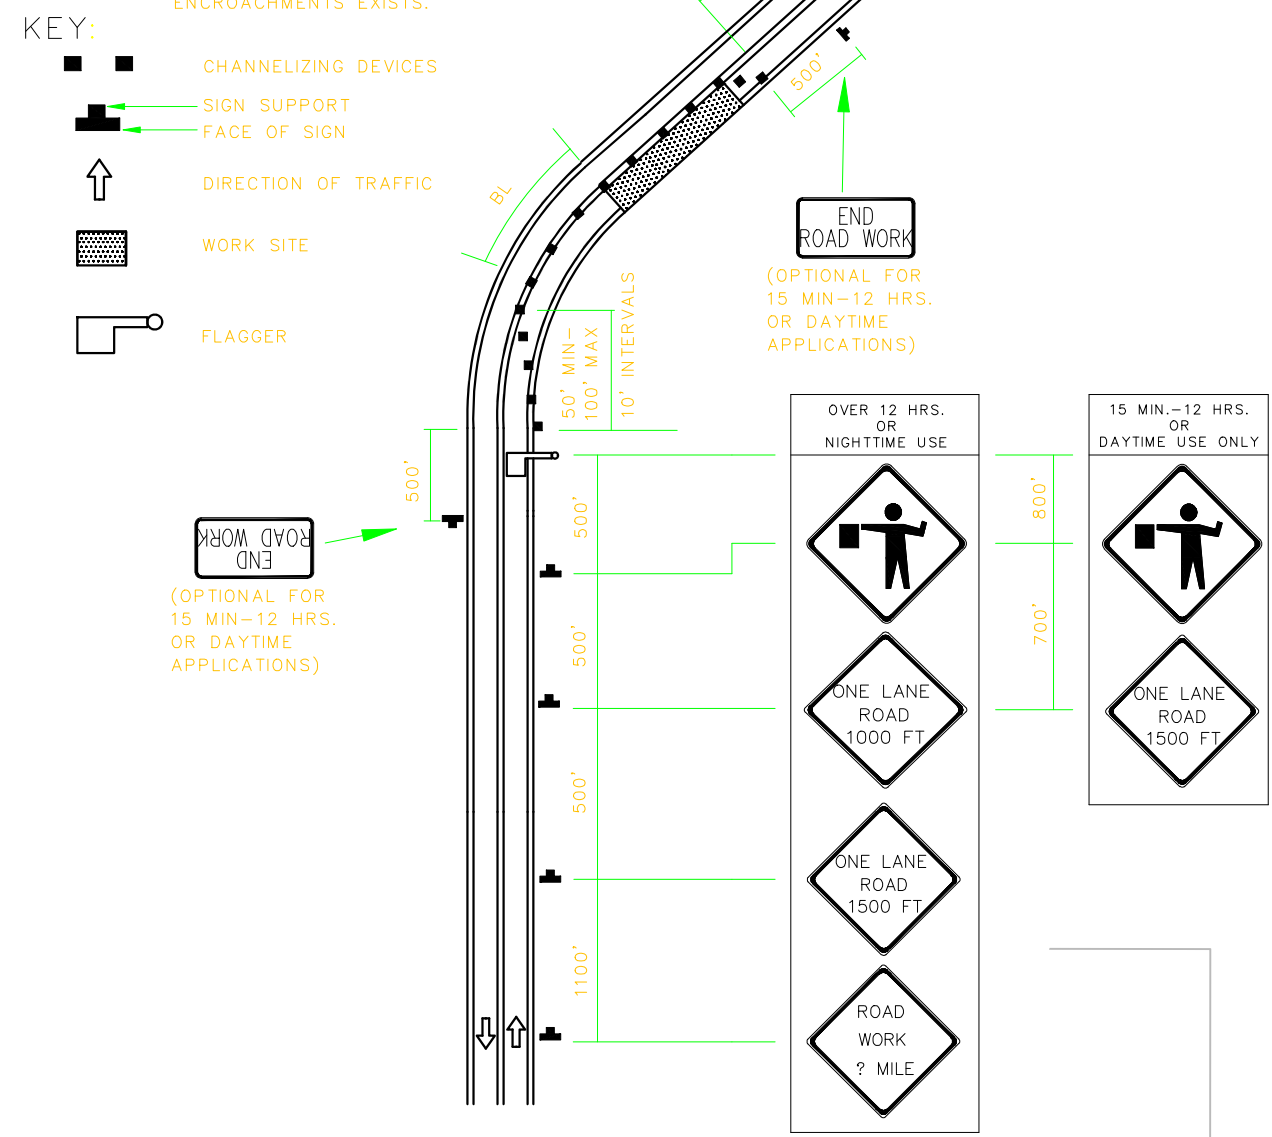 ENCROACHMENTS EXISTS.
KEY:
CHANNELIZING DEVICES
SIGN SUPPORT
FACE OF SIGN
DIRECTION OF TRAFFIC
WORK SITE
FLAGGER
BL
500'
END
ROAD WORK
(OPTIONAL FOR
15 MIN-12 HRS.
OR DAYTIME
APPLICATIONS)
50' MIN-
100' MAX
10' INTERVALS
500'
END
ROAD WORK
(OPTIONAL FOR
15 MIN-12 HRS.
OR DAYTIME
APPLICATIONS)
500'
500'
500'
1100'
OVER 12 HRS.
OR
NIGHTTIME USE
ONE LANE
ROAD
1000 FT
ONE LANE
ROAD
1500 FT
ROAD
WORK
? MILE
800'
700'
15 MIN.-12 HRS.
OR
DAYTIME USE ONLY
ONE LANE
ROAD
1500 FT